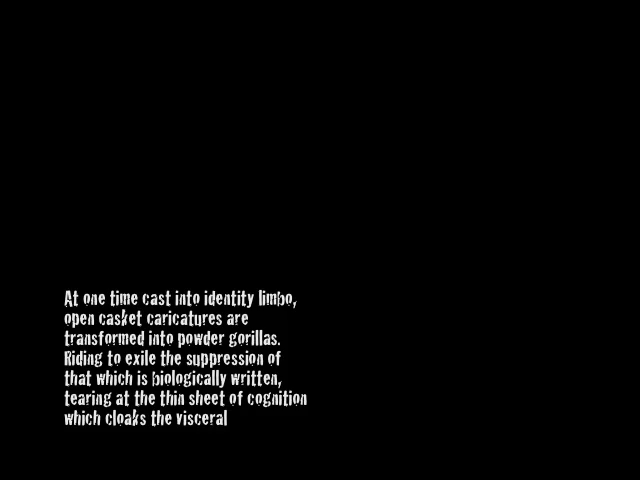 At one time cast into identity limbo,
open casket caricatures are
transformed into powder gorillas.
Riding to exile the suppression of
that which is biologically written,
tearing at the thin sheet of cognition
which cloaks the visceral